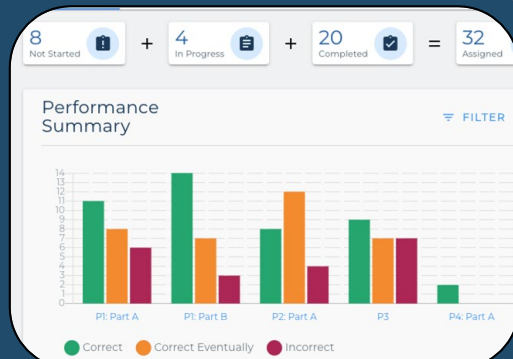 8
Not Started
+
4
In Progress
+
20
Completed
=
32
Assigned
Performance
Summary
FILTER
14
13
12
11
10
9
8
7
6
5
4
3
2
1
0
P1: Part A
P1: Part B
P2: Part A
P3
P4: Part A
Correct
Correct Eventually
Incorrect